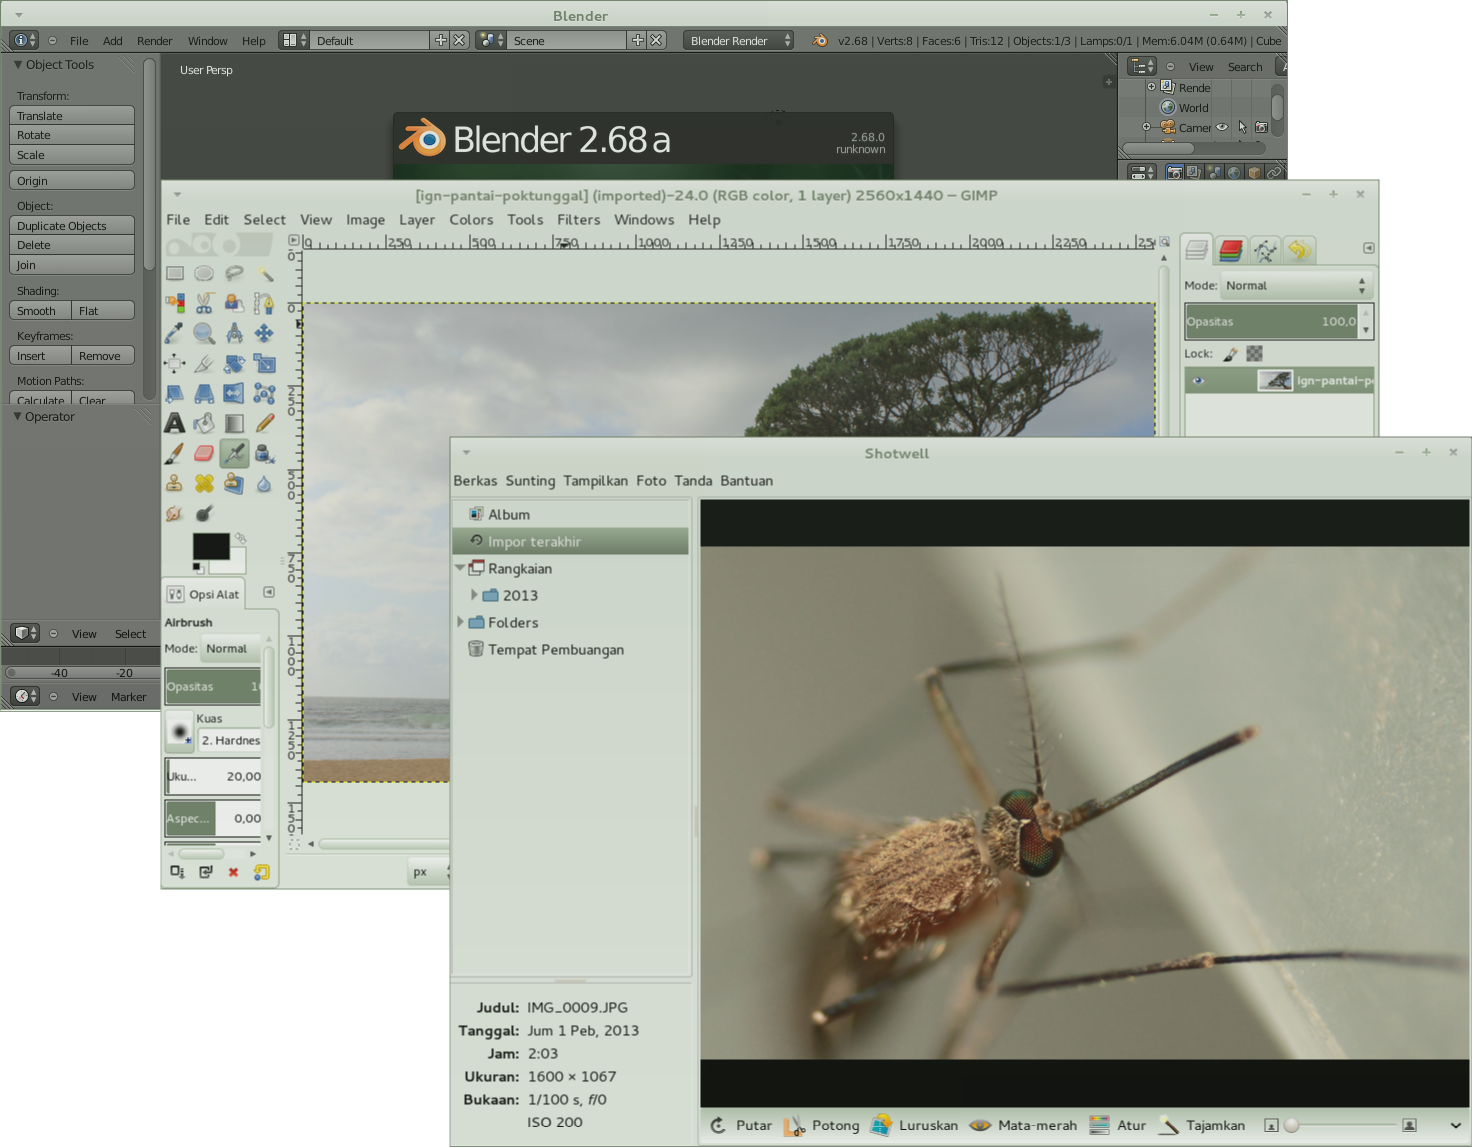 Blender
File Add Render Window Help Default Scene Blender Render v2.68 | Verts:8 | Faces:6 | Tris:12 | Objects:1/3 | Lamps:0/1 | Mem:6.04M (0.64M) | Cube
Object Tools
User Persp
View Search
Transform:
Translate
Rotate
Scale
Origin
Object:
Duplicate Objects
Delete
Join
Shading:
Smooth Flat
Keyframes:
Insert Remove
Motion Paths:
Calculate Clear
Operator
View Select
-40 -20
View Marker
Blender 2.68a
2.68.0
runknown
Rende
World
Camer
[ign-pantai-poktunggal] (imported)-24.0 (RGB color, 1 layer) 2560x1440 – GIMP
File Edit Select View Image Layer Colors Tools Filters Windows Help
0 250 500 750 1000 1250 1500 1750 2000 2250 25
0
0
250
500
750
1000
1250
150
Mode: Normal
Opasitas 100,0
Lock:
ign-pantai-p
Opsi Alat
Airbrush
Mode: Normal
Opasitas 1
Kuas
2. Hardnes
Uku... 20,00
Aspec... 0,00
px
Shotwell
Berkas Sunting Tampilkan Foto Tanda Bantuan
Album
Impor terakhir
Rangkaian
2013
Folders
Tempat Pembuangan
Judul: IMG_0009.JPG
Tanggal: Jum 1 Peb, 2013
Jam: 2:03
Ukuran: 1600 × 1067
Bukaan: 1/100 s, f/0
ISO 200
Putar Potong Luruskan Mata-merah Atur Tajamkan